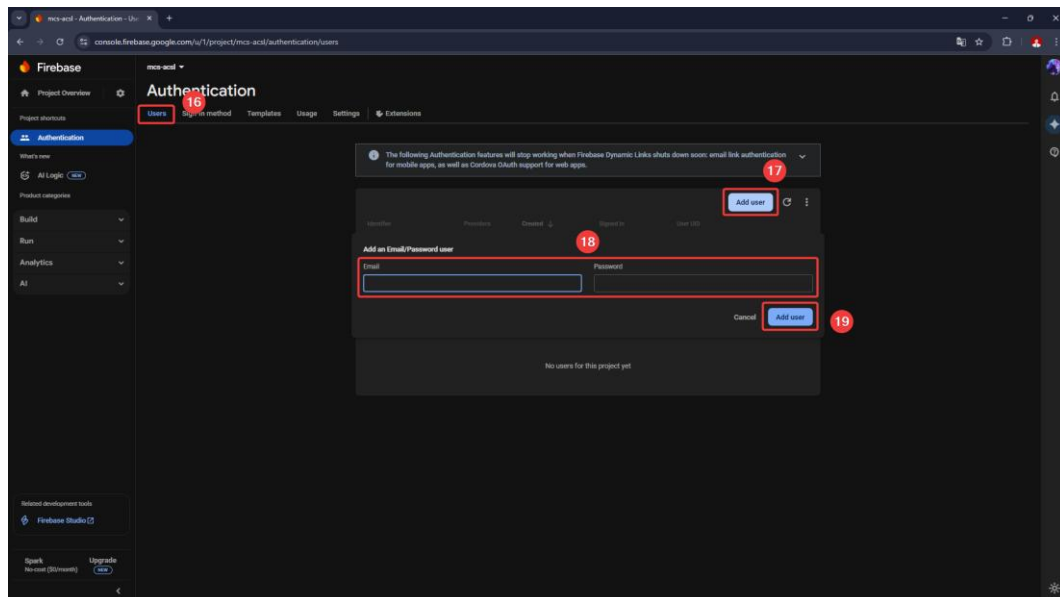 mcs-acsl - Authentication - Us
console.firebase.google.com/u/1/project/mcs-acsl/authentication/users
Firebase
mcs-acsl
Project Overview
Authentication
16
Users Sign-in method Templates Usage Settings Extensions
Project shortcuts
Authentication
What's new
AI Logic NEW
Product categories
Build
Run
Analytics
AI
The following Authentication features will stop working when Firebase Dynamic Links shuts down soon: email link authentication
for mobile apps, as well as Cordova OAuth support for web apps.
17
Add user
Identifier Providers Created Signed In User UID
18
Add an Email/Password user
Email Password
Cancel Add user
19
No users for this project yet
Related development tools
Firebase Studio
Spark Upgrade
No-cost ($0/month) NEW